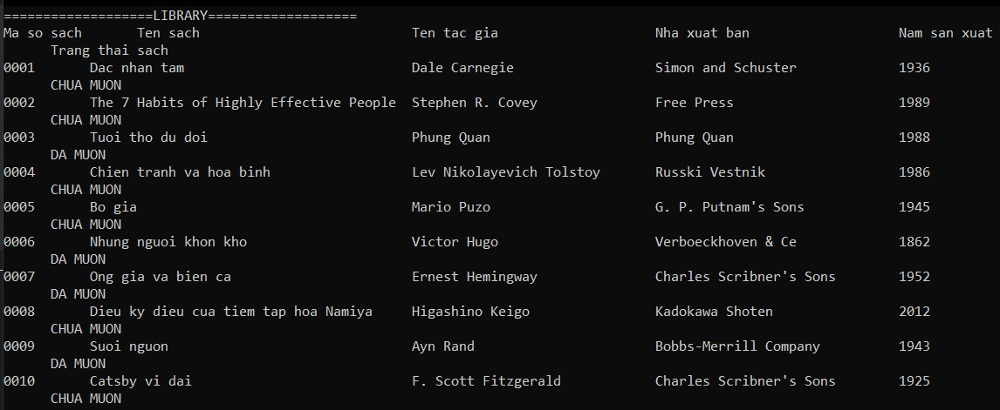 ===================LIBRARY===================
Ma so sach       Ten sach                           Ten tac gia                    Nha xuat ban                   Nam san xuat
      Trang thai sach
0001       Dac nhan tam                             Dale Carnegie                  Simon and Schuster             1936
      CHUA MUON
0002       The 7 Habits of Highly Effective People  Stephen R. Covey               Free Press                     1989
      CHUA MUON
0003       Tuoi tho du doi                          Phung Quan                     Phung Quan                     1988
      DA MUON
0004       Chien tranh va hoa binh                  Lev Nikolayevich Tolstoy       Russki Vestnik                 1986
      CHUA MUON
0005       Bo gia                                   Mario Puzo                     G. P. Putnam's Sons            1945
      CHUA MUON
0006       Nhung nguoi khon kho                     Victor Hugo                    Verboeckhoven & Ce             1862
      DA MUON
0007       Ong gia va bien ca                       Ernest Hemingway               Charles Scribner's Sons        1952
      DA MUON
0008       Dieu ky dieu cua tiem tap hoa Namiya     Higashino Keigo                Kadokawa Shoten                2012
      CHUA MUON
0009       Suoi nguon                               Ayn Rand                       Bobbs-Merrill Company          1943
      DA MUON
0010       Catsby vi dai                            F. Scott Fitzgerald            Charles Scribner's Sons        1925
      CHUA MUON